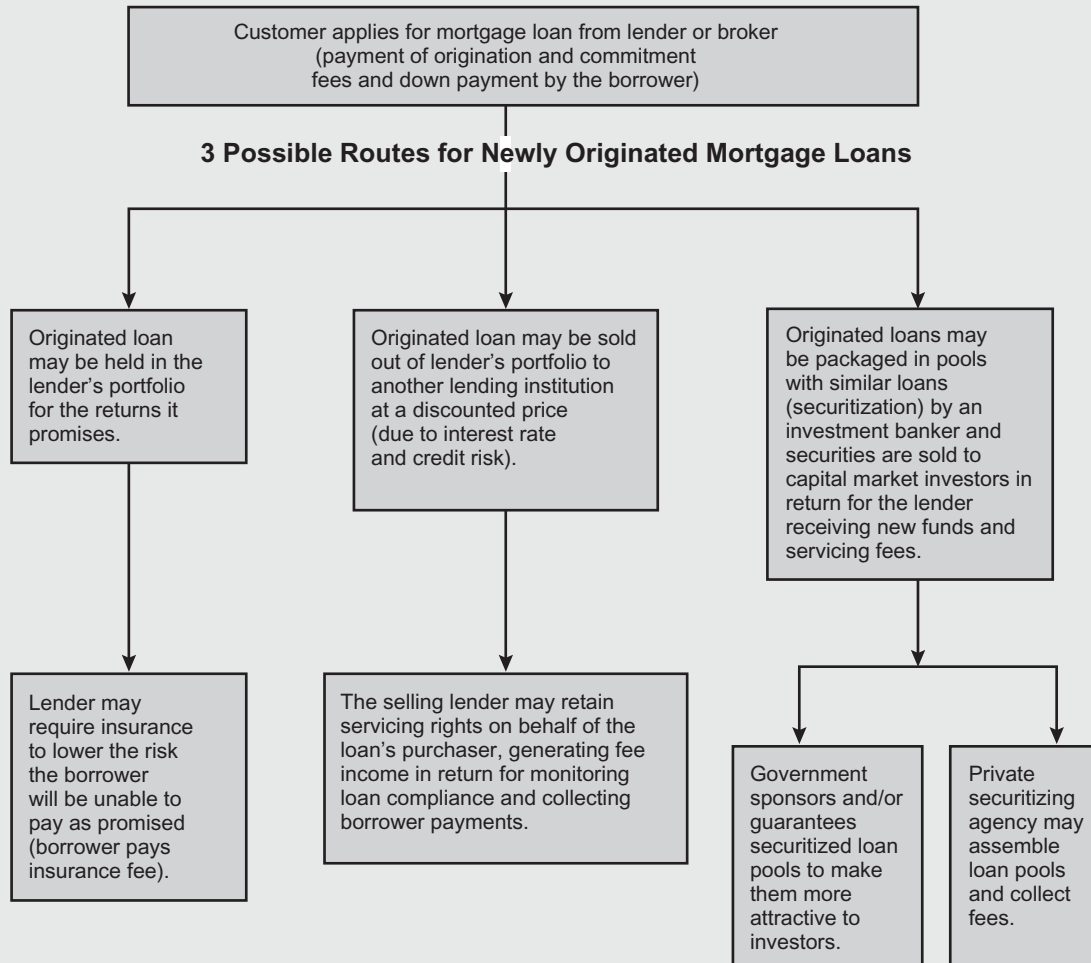 Customer applies for mortgage loan from lender or broker
(payment of origination and commitment
fees and down payment by the borrower)
3 Possible Routes for Newly Originated Mortgage Loans
Originated loan
may be held in the
lender’s portfolio
for the returns it
promises.
Originated loan may be sold
out of lender’s portfolio to
another lending institution
at a discounted price
(due to interest rate
and credit risk).
Originated loans may
be packaged in pools
with similar loans
(securitization) by an
investment banker and
securities are sold to
capital market investors in
return for the lender
receiving new funds and
servicing fees.
Lender may
require insurance
to lower the risk
the borrower
will be unable to
pay as promised
(borrower pays
insurance fee).
The selling lender may retain
servicing rights on behalf of the
loan’s purchaser, generating fee
income in return for monitoring
loan compliance and collecting
borrower payments.
Government
sponsors and/or
guarantees
securitized loan
pools to make
them more
attractive to
investors.
Private
securitizing
agency may
assemble
loan pools
and collect
fees.